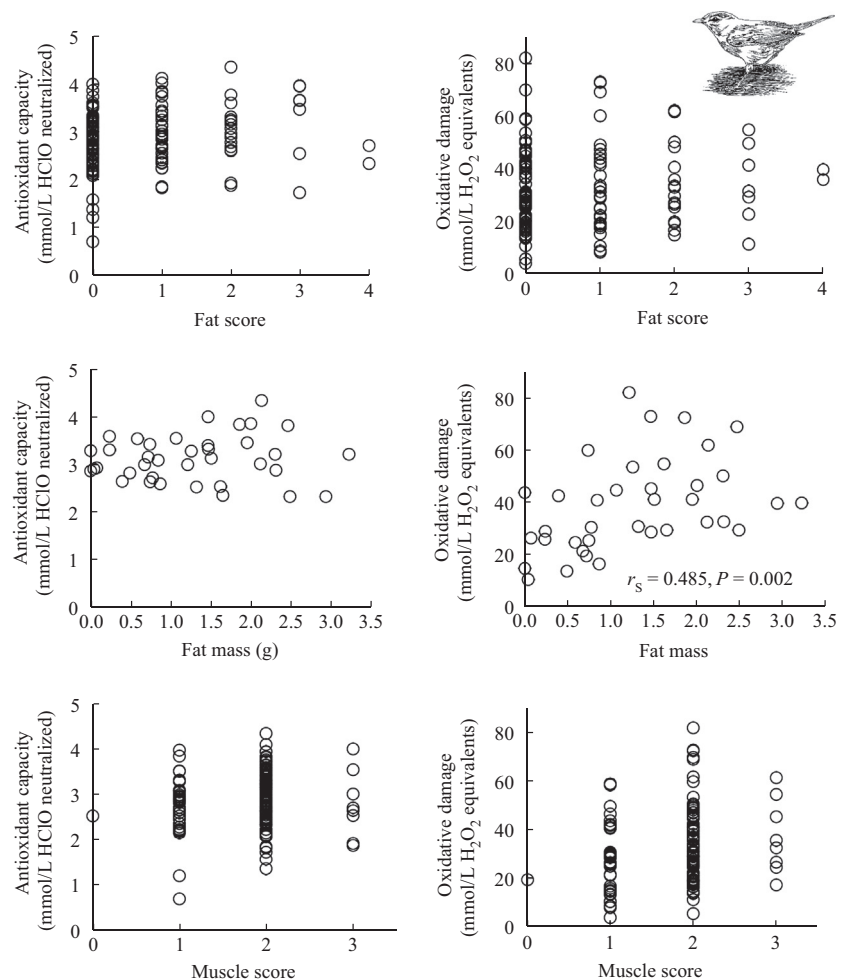 Antioxidant capacity
(mmol/L HClO neutralized)
5
4
3
2
1
0
0 1 2 3 4
Fat score
Oxidative damage
(mmol/L H₂O₂ equivalents)
80
60
40
20
0
0 1 2 3 4
Fat score
Antioxidant capacity
(mmol/L HClO neutralized)
5
4
3
2
1
0
0.0 0.5 1.0 1.5 2.0 2.5 3.0 3.5
Fat mass (g)
Oxidative damage
(mmol/L H₂O₂ equivalents)
80
60
40
20
0
rS = 0.485, P = 0.002
0.0 0.5 1.0 1.5 2.0 2.5 3.0 3.5
Fat mass
Antioxidant capacity
(mmol/L HClO neutralized)
5
4
3
2
1
0
0 1 2 3
Muscle score
Oxidative damage
(mmol/L H₂O₂ equivalents)
80
60
40
20
0
0 1 2 3
Muscle score